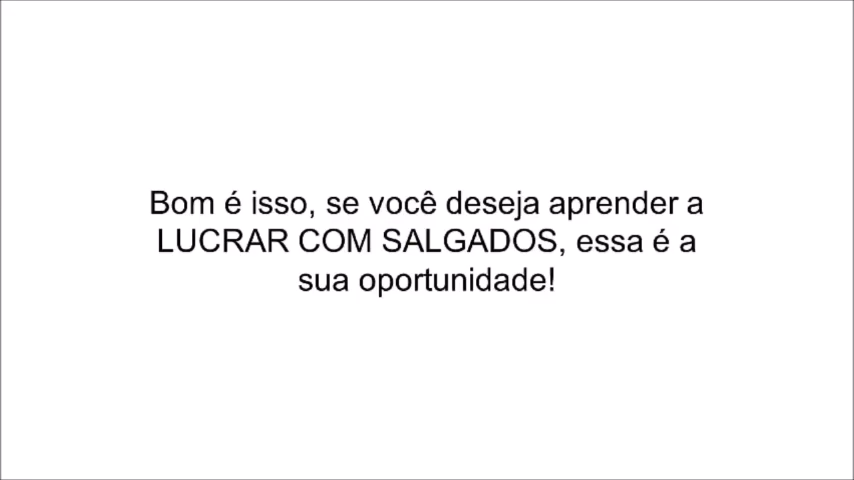 Bom é isso, se você deseja aprender a
LUCRAR COM SALGADOS, essa é a
sua oportunidade!